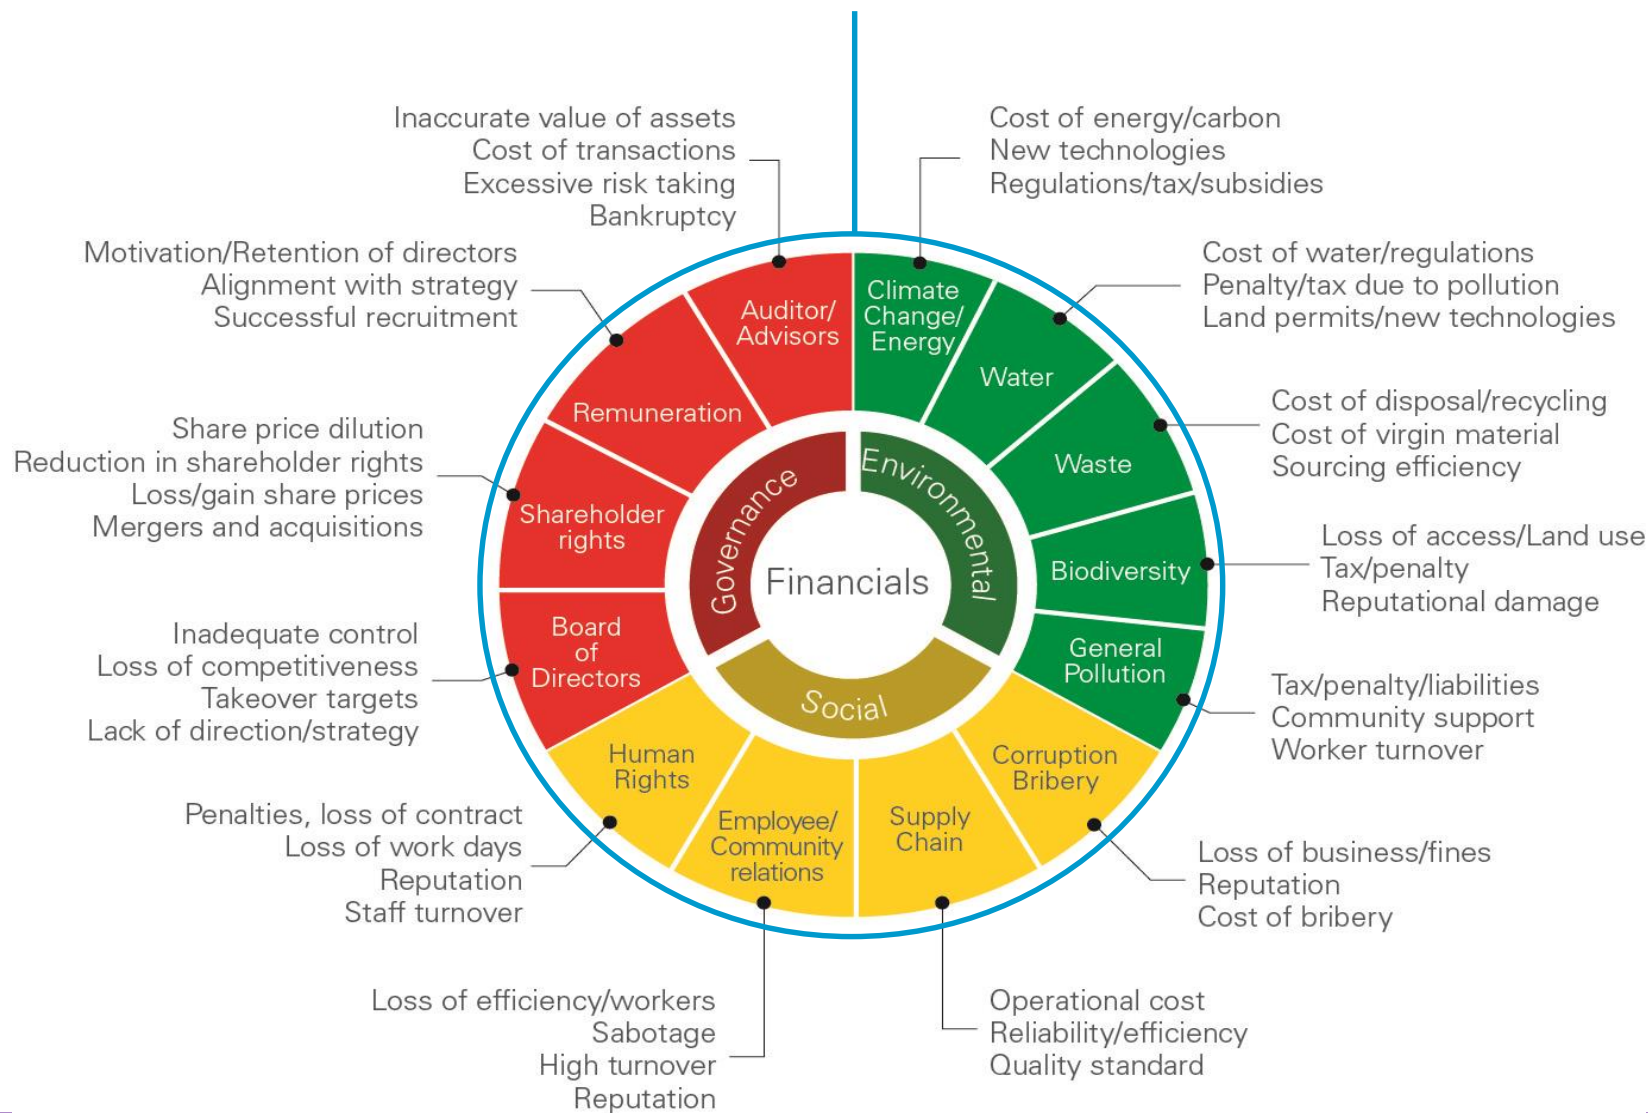 Inaccurate value of assets
Cost of transactions
Excessive risk taking
Bankruptcy
Cost of energy/carbon
New technologies
Regulations/tax/subsidies
Motivation/Retention of directors
Alignment with strategy
Successful recruitment
Cost of water/regulations
Penalty/tax due to pollution
Land permits/new technologies
Share price dilution
Reduction in shareholder rights
Loss/gain share prices
Mergers and acquisitions
Cost of disposal/recycling
Cost of virgin material
Sourcing efficiency
Loss of access/Land use
Tax/penalty
Reputational damage
Inadequate control
Loss of competitiveness
Takeover targets
Lack of direction/strategy
Tax/penalty/liabilities
Community support
Worker turnover
Penalties, loss of contract
Loss of work days
Reputation
Staff turnover
Loss of business/fines
Reputation
Cost of bribery
Loss of efficiency/workers
Sabotage
High turnover
Reputation
Operational cost
Reliability/efficiency
Quality standard
Auditor/
Advisors
Climate
Change/
Energy
Water
Waste
Biodiversity
General
Pollution
Corruption
Bribery
Supply
Chain
Employee/
Community
relations
Human
Rights
Board
of
Directors
Shareholder
rights
Remuneration
Governance
Environmental
Social
Financials